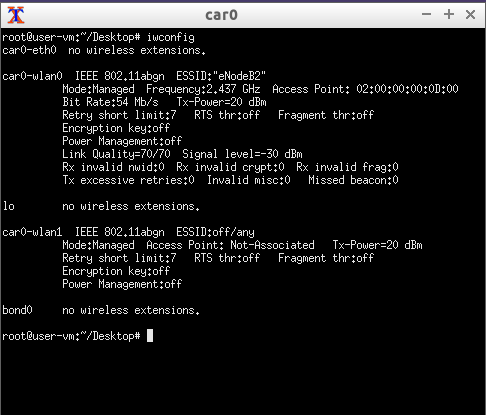 car0
root@user-vm:~/Desktop# iwconfig
car0-eth0  no wireless extensions.
car0-wlan0  IEEE 802.11abgn  ESSID:"eNodeB2"
Mode:Managed  Frequency:2.437 GHz  Access Point: 02:00:00:00:0D:00
Bit Rate:54 Mb/s   Tx-Power=20 dBm
Retry short limit:7   RTS thr:off   Fragment thr:off
Encryption key:off
Power Management:off
Link Quality=70/70  Signal level=-30 dBm
Rx invalid nwid:0  Rx invalid crypt:0  Rx invalid frag:0
Tx excessive retries:0  Invalid misc:0   Missed beacon:0
lo        no wireless extensions.
car0-wlan1  IEEE 802.11abgn  ESSID:off/any
Mode:Managed  Access Point: Not-Associated   Tx-Power=20 dBm
Retry short limit:7   RTS thr:off   Fragment thr:off
Encryption key:off
Power Management:off
bond0     no wireless extensions.
root@user-vm:~/Desktop#